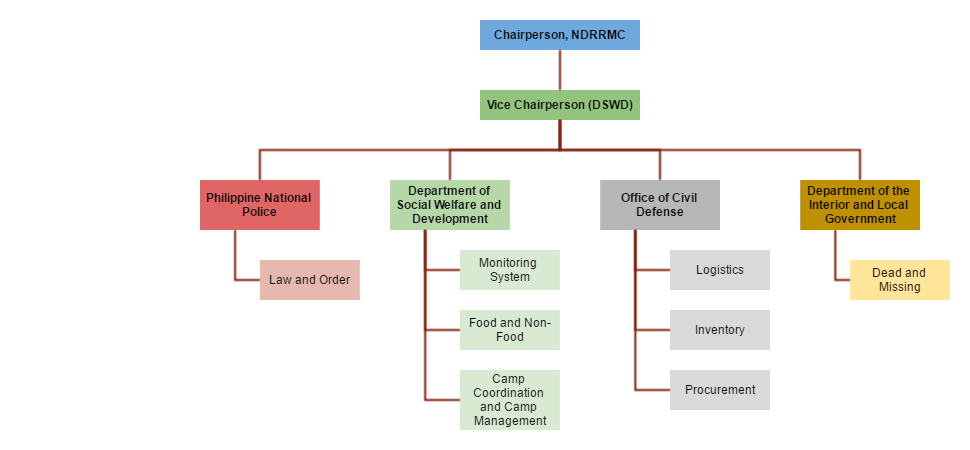 Chairperson, NDRRMC
Vice Chairperson (DSWD)
Philippine National
Police
Department of
Social Welfare and
Development
Office of Civil
Defense
Department of the
Interior and Local
Government
Law and Order
Monitoring
System
Food and Non-
Food
Camp
Coordination
and Camp
Management
Logistics
Inventory
Procurement
Dead and
Missing